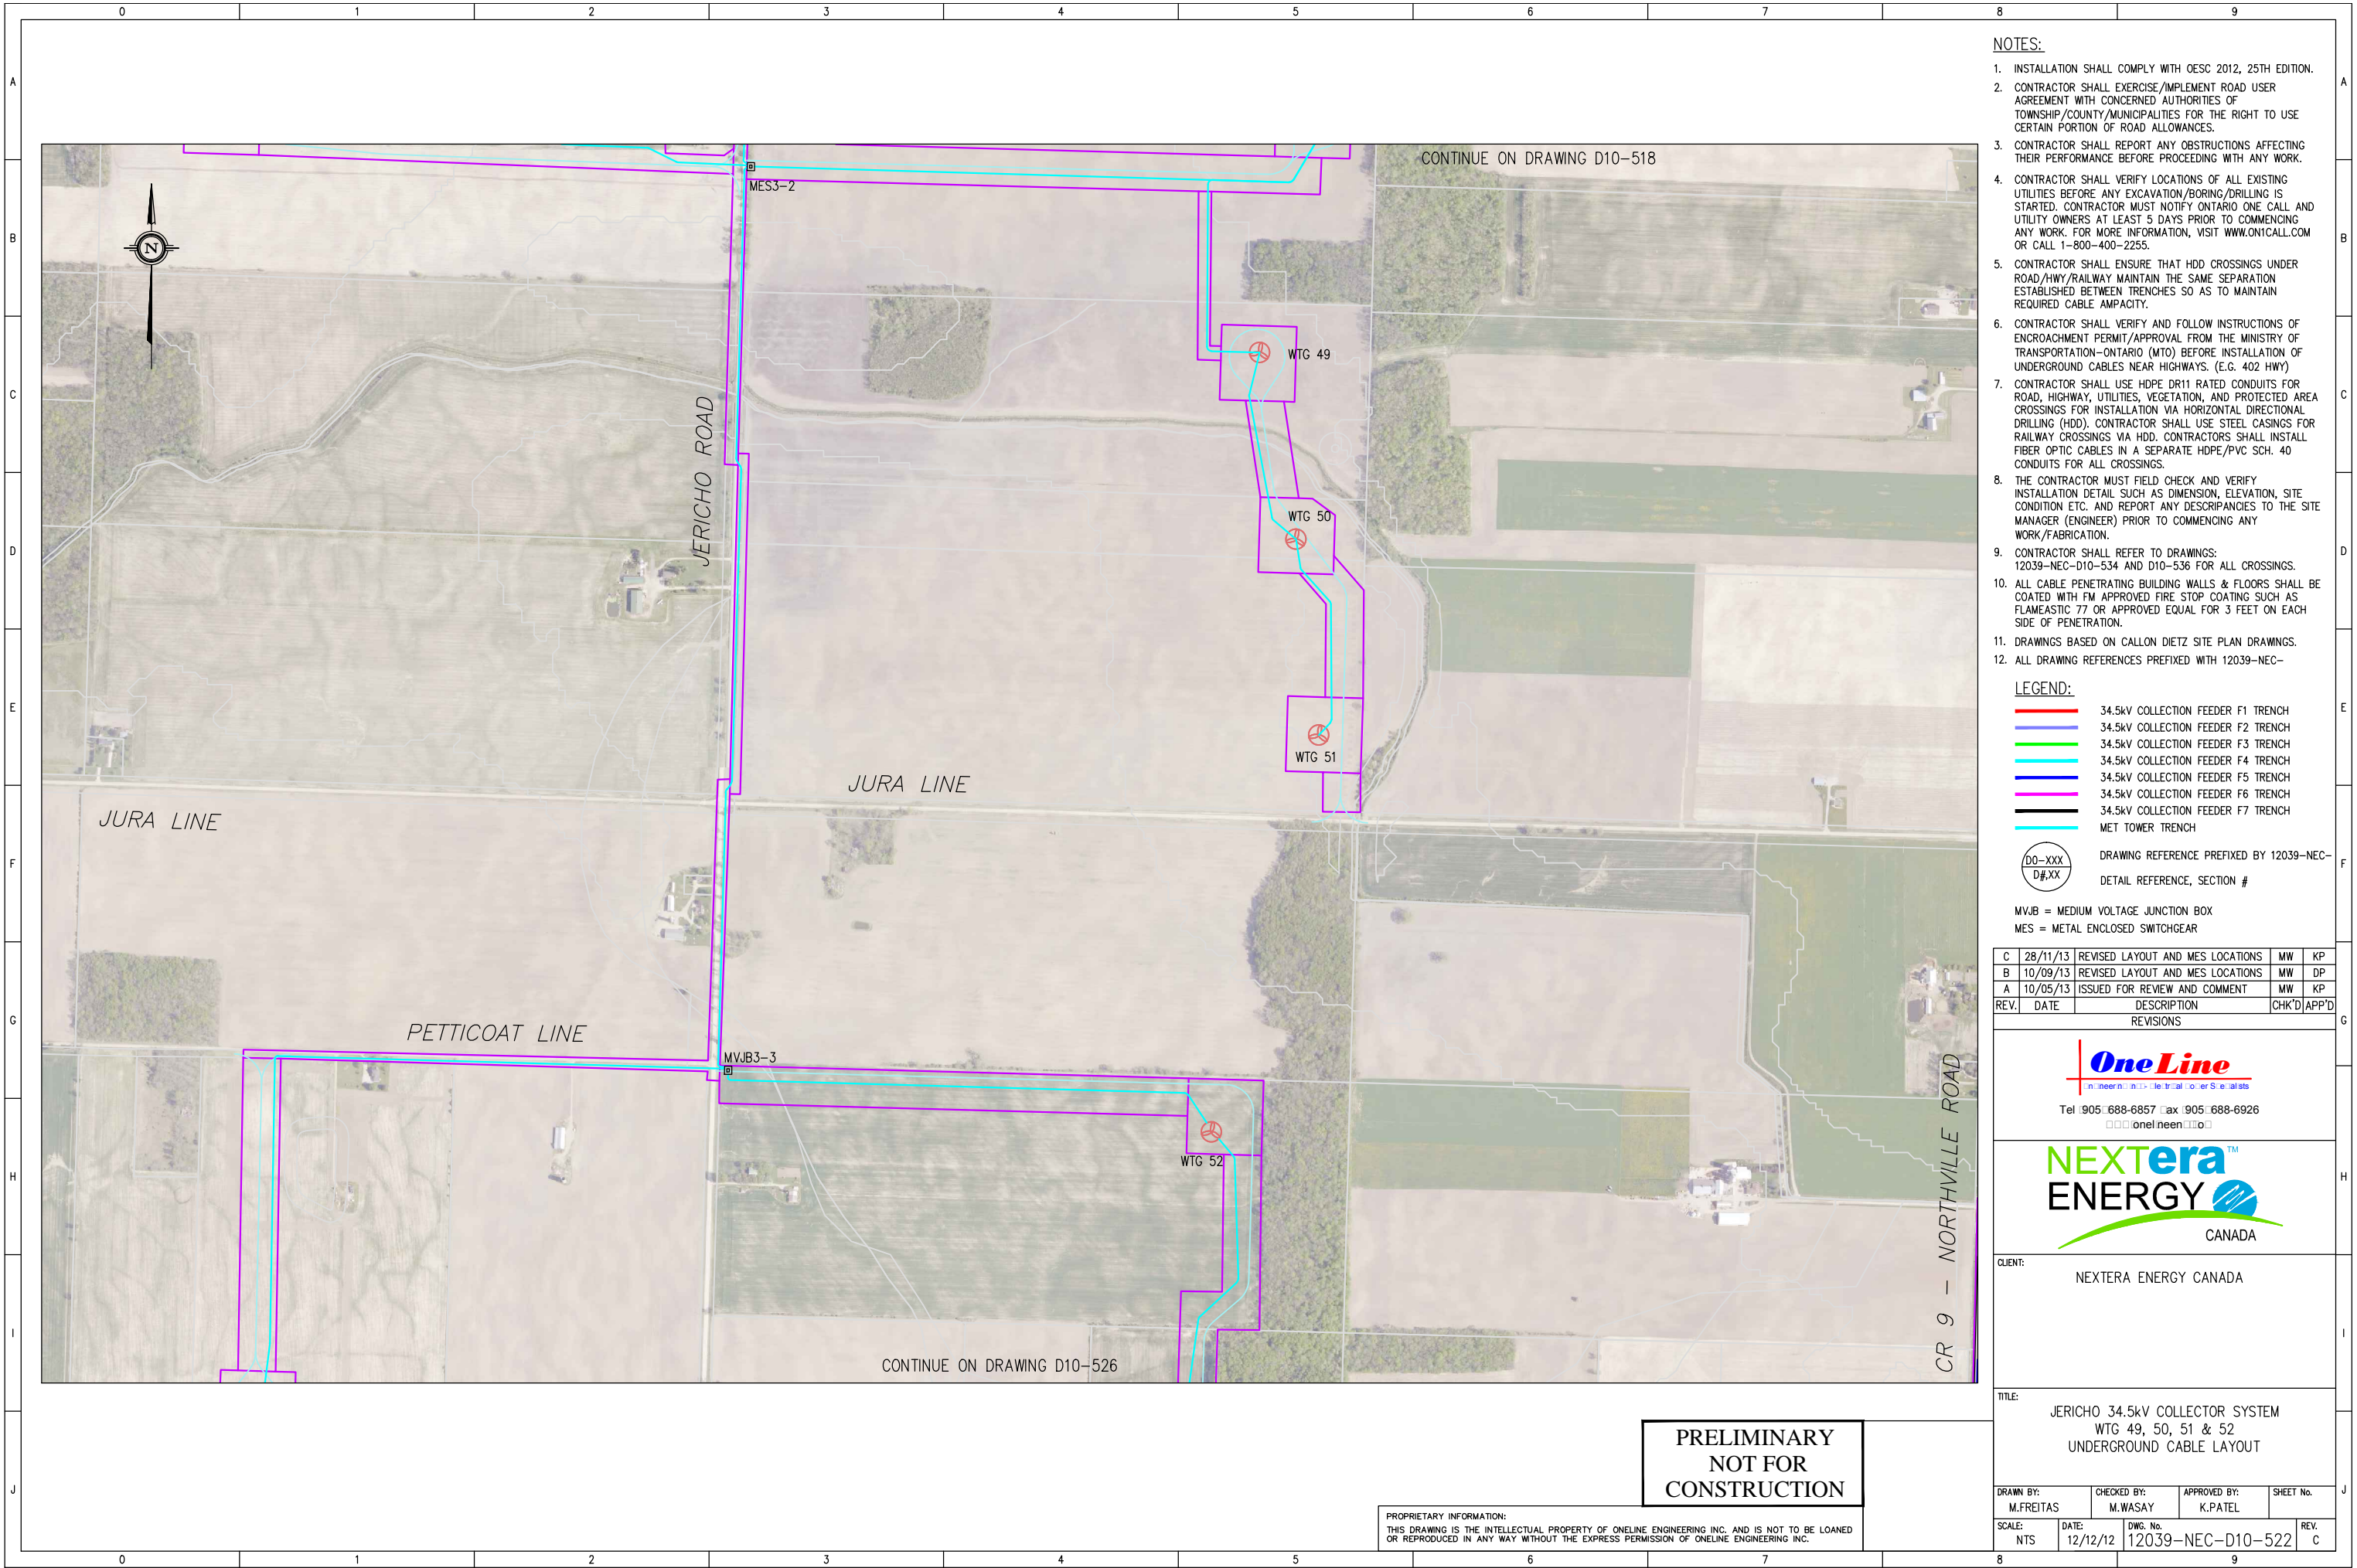 0 1 2 3 4 5 6 7 8 9
A
B
C
D
E
F
G
H
I
J
CONTINUE ON DRAWING D10-518
MES3-2
N
WTG 49
JERICHO ROAD
WTG 50
WTG 51
JURA LINE
JURA LINE
PETTICOAT LINE
MVJB3-3
WTG 52
CR 9 - NORTHVILLE ROAD
CONTINUE ON DRAWING D10-526
NOTES:
1. INSTALLATION SHALL COMPLY WITH OESC 2012, 25TH EDITION.
2. CONTRACTOR SHALL EXERCISE/IMPLEMENT ROAD USER
AGREEMENT WITH CONCERNED AUTHORITIES OF
TOWNSHIP/COUNTY/MUNICIPALITIES FOR THE RIGHT TO USE
CERTAIN PORTION OF ROAD ALLOWANCES.
3. CONTRACTOR SHALL REPORT ANY OBSTRUCTIONS AFFECTING
THEIR PERFORMANCE BEFORE PROCEEDING WITH ANY WORK.
4. CONTRACTOR SHALL VERIFY LOCATIONS OF ALL EXISTING
UTILITIES BEFORE ANY EXCAVATION/BORING/DRILLING IS
STARTED. CONTRACTOR MUST NOTIFY ONTARIO ONE CALL AND
UTILITY OWNERS AT LEAST 5 DAYS PRIOR TO COMMENCING
ANY WORK. FOR MORE INFORMATION, VISIT WWW.ON1CALL.COM
OR CALL 1-800-400-2255.
5. CONTRACTOR SHALL ENSURE THAT HDD CROSSINGS UNDER
ROAD/HWY/RAILWAY MAINTAIN THE SAME SEPARATION
ESTABLISHED BETWEEN TRENCHES SO AS TO MAINTAIN
REQUIRED CABLE AMPACITY.
6. CONTRACTOR SHALL VERIFY AND FOLLOW INSTRUCTIONS OF
ENCROACHMENT PERMIT/APPROVAL FROM THE MINISTRY OF
TRANSPORTATION-ONTARIO (MTO) BEFORE INSTALLATION OF
UNDERGROUND CABLES NEAR HIGHWAYS. (E.G. 402 HWY)
7. CONTRACTOR SHALL USE HDPE DR11 RATED CONDUITS FOR
ROAD, HIGHWAY, UTILITIES, VEGETATION, AND PROTECTED AREA
CROSSINGS FOR INSTALLATION VIA HORIZONTAL DIRECTIONAL
DRILLING (HDD). CONTRACTOR SHALL USE STEEL CASINGS FOR
RAILWAY CROSSINGS VIA HDD. CONTRACTORS SHALL INSTALL
FIBER OPTIC CABLES IN A SEPARATE HDPE/PVC SCH. 40
CONDUITS FOR ALL CROSSINGS.
8. THE CONTRACTOR MUST FIELD CHECK AND VERIFY
INSTALLATION DETAIL SUCH AS DIMENSION, ELEVATION, SITE
CONDITION ETC. AND REPORT ANY DESCRIPANCIES TO THE SITE
MANAGER (ENGINEER) PRIOR TO COMMENCING ANY
WORK/FABRICATION.
9. CONTRACTOR SHALL REFER TO DRAWINGS:
12039-NEC-D10-534 AND D10-536 FOR ALL CROSSINGS.
10. ALL CABLE PENETRATING BUILDING WALLS & FLOORS SHALL BE
COATED WITH FM APPROVED FIRE STOP COATING SUCH AS
FLAMEASTIC 77 OR APPROVED EQUAL FOR 3 FEET ON EACH
SIDE OF PENETRATION.
11. DRAWINGS BASED ON CALLON DIETZ SITE PLAN DRAWINGS.
12. ALL DRAWING REFERENCES PREFIXED WITH 12039-NEC-
LEGEND:
34.5kV COLLECTION FEEDER F1 TRENCH
34.5kV COLLECTION FEEDER F2 TRENCH
34.5kV COLLECTION FEEDER F3 TRENCH
34.5kV COLLECTION FEEDER F4 TRENCH
34.5kV COLLECTION FEEDER F5 TRENCH
34.5kV COLLECTION FEEDER F6 TRENCH
34.5kV COLLECTION FEEDER F7 TRENCH
MET TOWER TRENCH
D0-XXX DRAWING REFERENCE PREFIXED BY 12039-NEC-
D#,XX DETAIL REFERENCE, SECTION #
MVJB = MEDIUM VOLTAGE JUNCTION BOX
MES = METAL ENCLOSED SWITCHGEAR
C 28/11/13 REVISED LAYOUT AND MES LOCATIONS MW KP
B 10/09/13 REVISED LAYOUT AND MES LOCATIONS MW DP
A 10/05/13 ISSUED FOR REVIEW AND COMMENT MW KP
REV. DATE DESCRIPTION CHK'D APP'D
REVISIONS
OneLine
Tel 905 688-6857 ax 905 688-6926
NEXTera™
ENERGY
CANADA
CLIENT:
NEXTERA ENERGY CANADA
TITLE:
JERICHO 34.5kV COLLECTOR SYSTEM
WTG 49, 50, 51 & 52
UNDERGROUND CABLE LAYOUT
DRAWN BY: CHECKED BY: APPROVED BY: SHEET No.
M.FREITAS M.WASAY K.PATEL
SCALE: DATE: DWG. No. REV.
NTS 12/12/12 12039-NEC-D10-522 C
PRELIMINARY
NOT FOR
CONSTRUCTION
PROPRIETARY INFORMATION:
THIS DRAWING IS THE INTELLECTUAL PROPERTY OF ONELINE ENGINEERING INC. AND IS NOT TO BE LOANED
OR REPRODUCED IN ANY WAY WITHOUT THE EXPRESS PERMISSION OF ONELINE ENGINEERING INC.
A
B
C
D
E
F
G
H
I
J
0 1 2 3 4 5 6 7 8 9